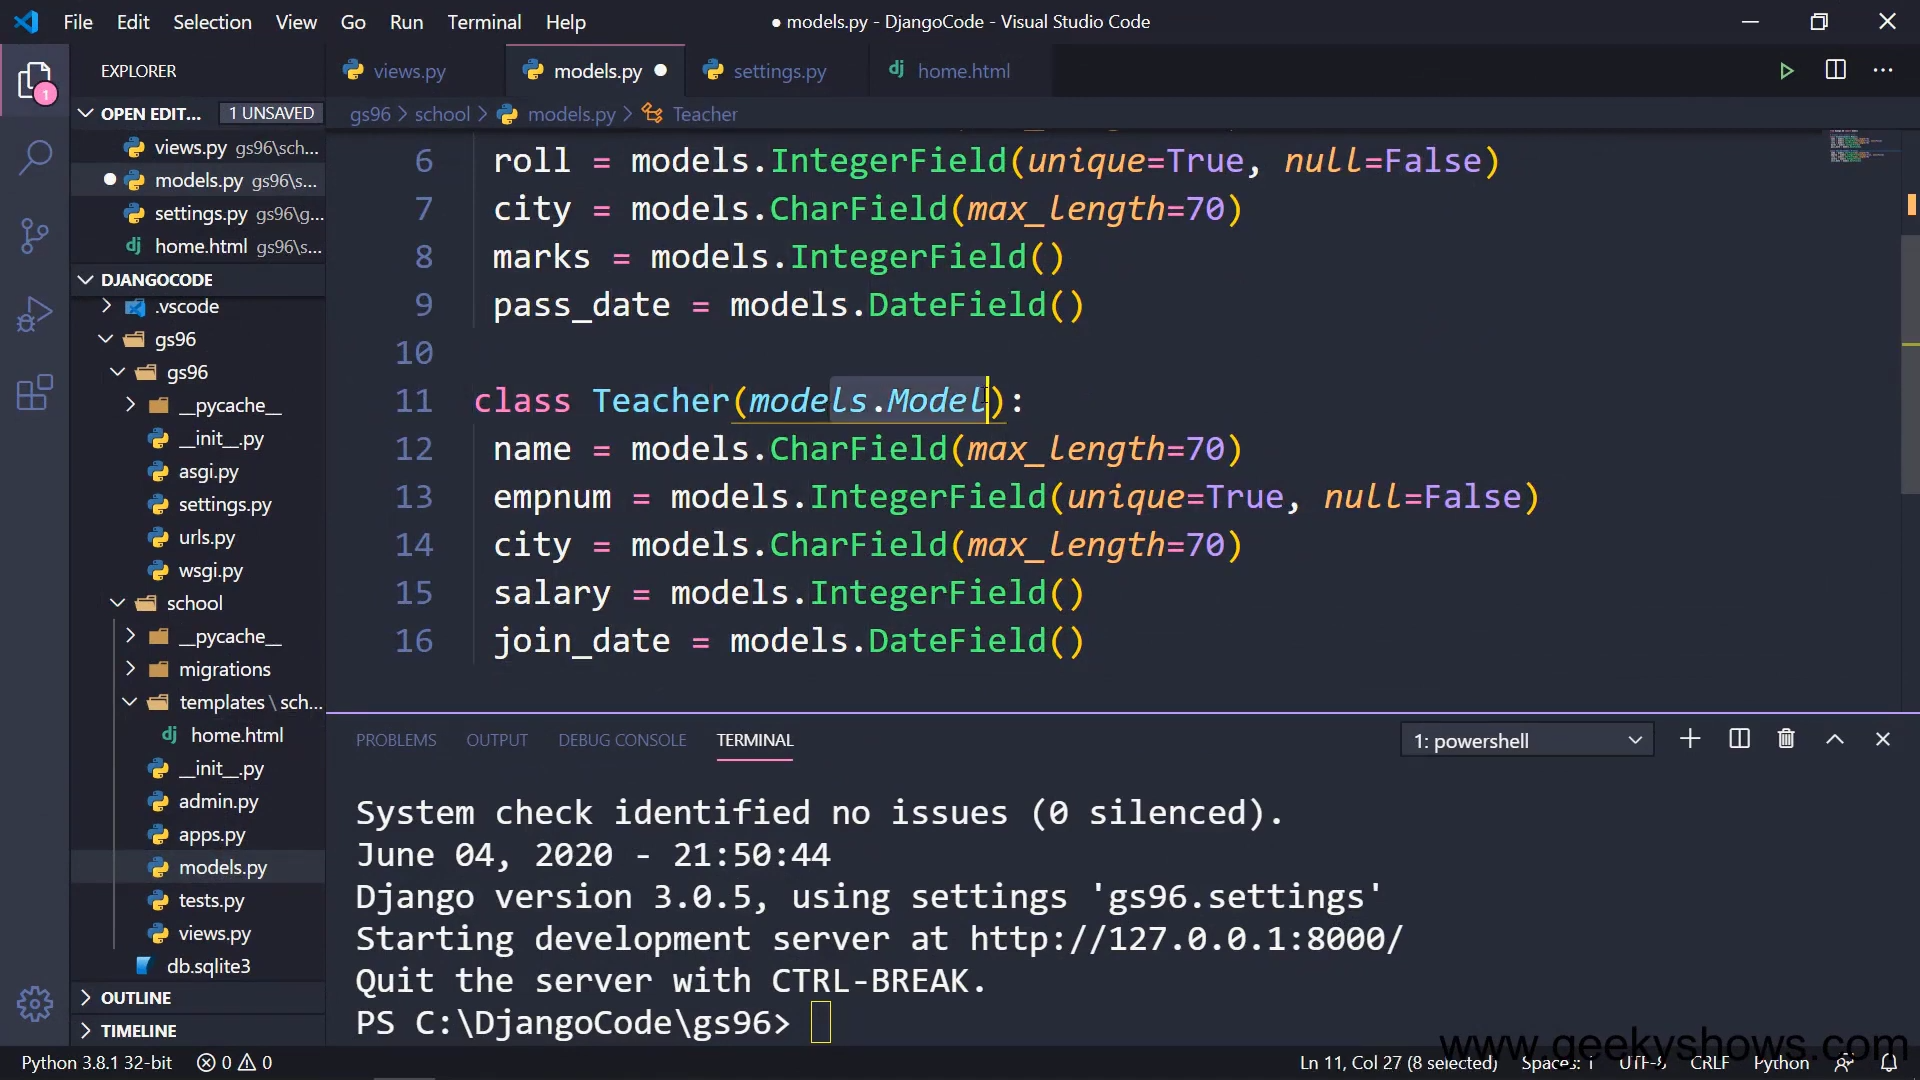 File Edit Selection View Go Run Terminal Help ● models.py - DjangoCode - Visual Studio Code
EXPLORER
views.py models.py ● settings.py dj home.html
OPEN EDIT... 1 UNSAVED
gs96 > school > models.py > Teacher
views.py gs96\sch...
● models.py gs96\s...
settings.py gs96\g...
dj home.html gs96\s...
DJANGOCODE
.vscode
gs96
gs96
__pycache__
__init__.py
asgi.py
settings.py
urls.py
wsgi.py
school
__pycache__
migrations
templates \ sch...
dj home.html
__init__.py
admin.py
apps.py
models.py
tests.py
views.py
db.sqlite3
OUTLINE
TIMELINE
1
6 roll = models.IntegerField(unique=True, null=False)
7 city = models.CharField(max_length=70)
8 marks = models.IntegerField()
9 pass_date = models.DateField()
10
11 class Teacher(models.Model):
12 name = models.CharField(max_length=70)
13 empnum = models.IntegerField(unique=True, null=False)
14 city = models.CharField(max_length=70)
15 salary = models.IntegerField()
16 join_date = models.DateField()
PROBLEMS OUTPUT DEBUG CONSOLE TERMINAL 1: powershell
System check identified no issues (0 silenced).
June 04, 2020 - 21:50:44
Django version 3.0.5, using settings 'gs96.settings'
Starting development server at http://127.0.0.1:8000/
Quit the server with CTRL-BREAK.
PS C:\DjangoCode\gs96>
www.geekyshows.com
Python 3.8.1 32-bit 0 0 Ln 11, Col 27 (8 selected) Spaces: 1 UTF-8 CRLF Python